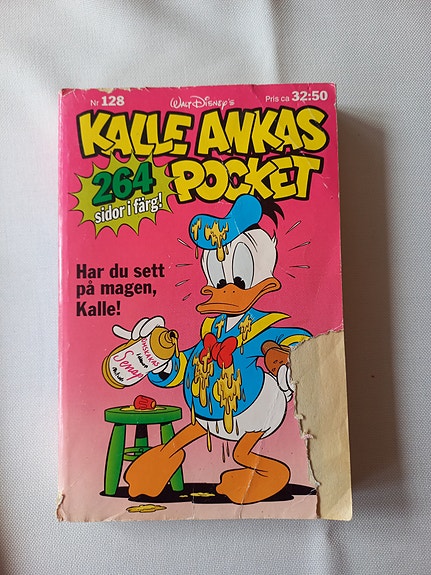 Nr 128
WALT DISNEY'S
Pris ca 32:50
KALLE ANKAS
POCKET
264
sidor i färg!
Har du sett
på magen,
Kalle!
Senap